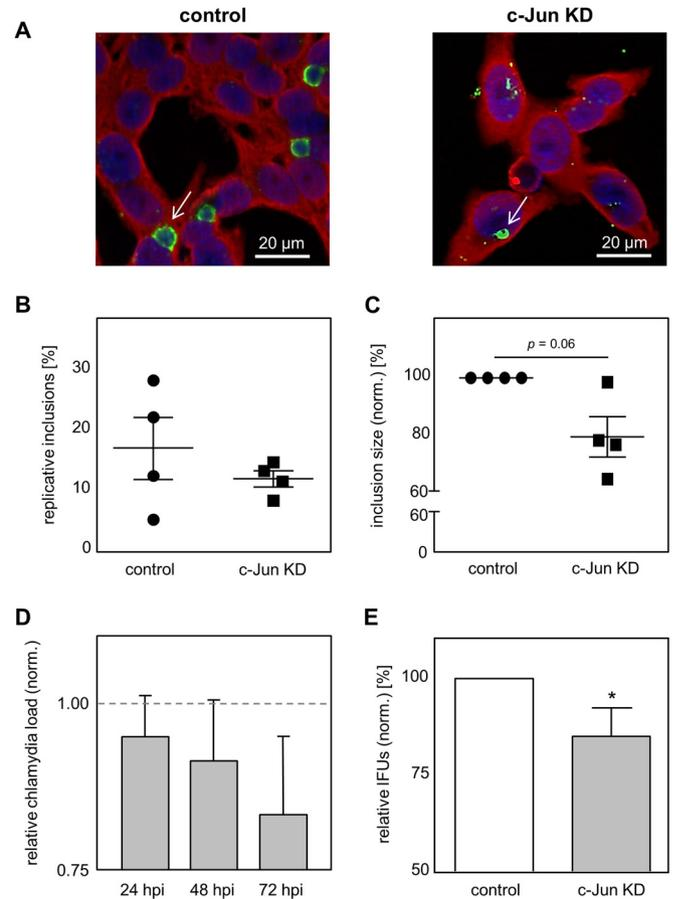 A
control
c-Jun KD
20 µm
20 µm
B
replicative inclusions [%]
30
20
10
0
control
c-Jun KD
C
inclusion size (norm.) [%]
p = 0.06
100
80
60
60
0
control
c-Jun KD
D
relative chlamydia load (norm.)
1.00
0.75
24 hpi
48 hpi
72 hpi
E
relative IFUs (norm.) [%]
100
75
50
*
control
c-Jun KD